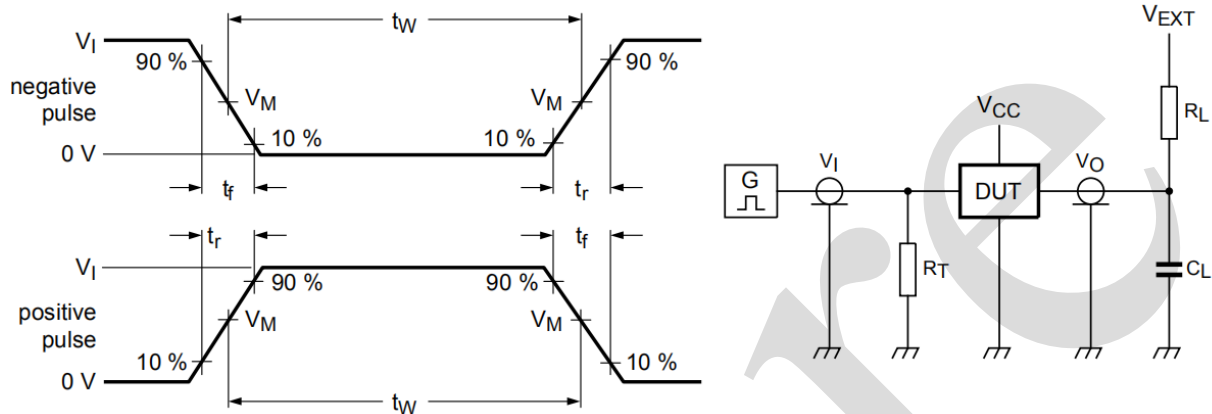 tW
VI
90 %
90 %
negative
pulse
VM
VM
10 %
10 %
0 V
tf
tr
tr
tf
VI
90 %
90 %
positive
pulse
VM
VM
10 %
10 %
0 V
tW
VEXT
RL
VCC
VI
VO
G
DUT
RT
CL